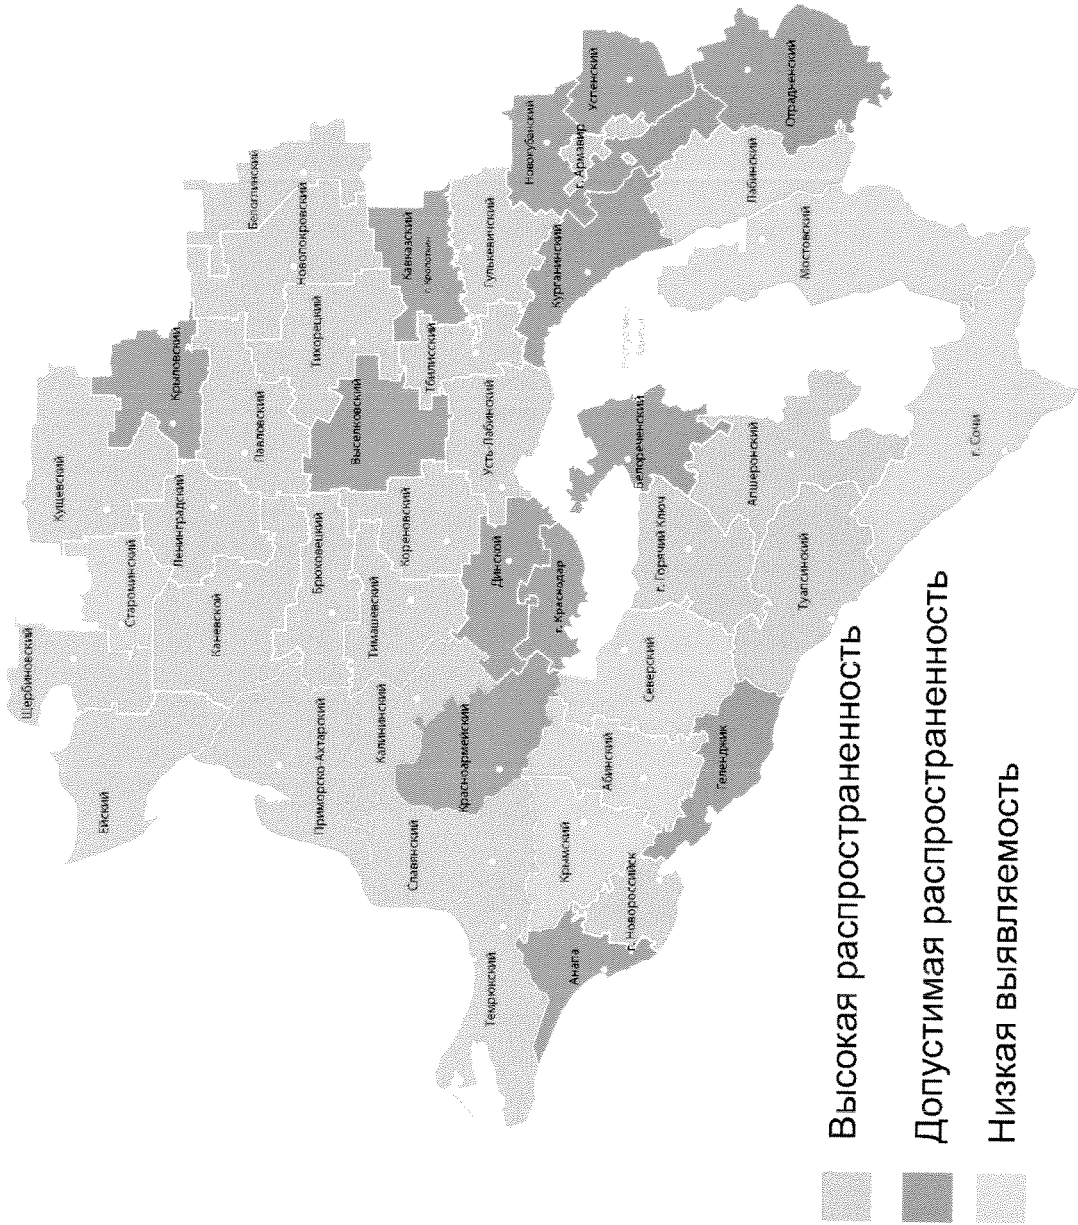 Щербиновский
Ейский
Староминский
Кущевский
Каневской
Ленинградский
Крыловский
Павловский
Белоглинский
Новопокровский
Тихорецкий
Приморско-Ахтарский
Брюховецкий
Выселковский
Калининский
Тимашевский
Кореновский
Тбилисский
Кавказский
г. Кропоткин
Славянский
Красноармейский
Динской
Усть-Лабинский
Гулькевичский
Темрюкский
г. Краснодар
Курганинский
Новокубанский
Успенский
г. Армавир
Анапа
Крымский
Абинский
Северский
г. Новороссийск
г. Горячий Ключ
Белореченский
Геленджик
Туапсинский
Апшеронский
Лабинский
Мостовский
Отрадненский
г. Сочи
Высокая распространенность
Допустимая распространенность
Низкая выявляемость